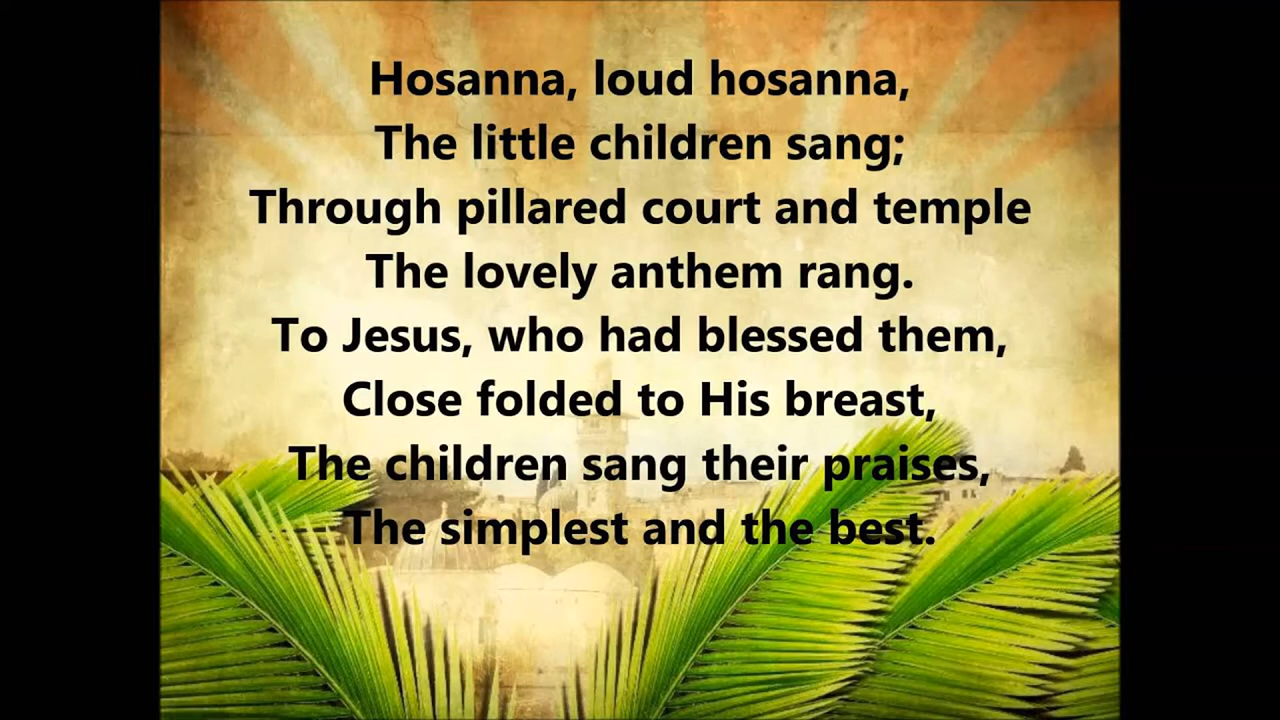 Hosanna, loud hosanna,
The little children sang;
Through pillared court and temple
The lovely anthem rang.
To Jesus, who had blessed them,
Close folded to His breast,
The children sang their praises,
The simplest and the best.